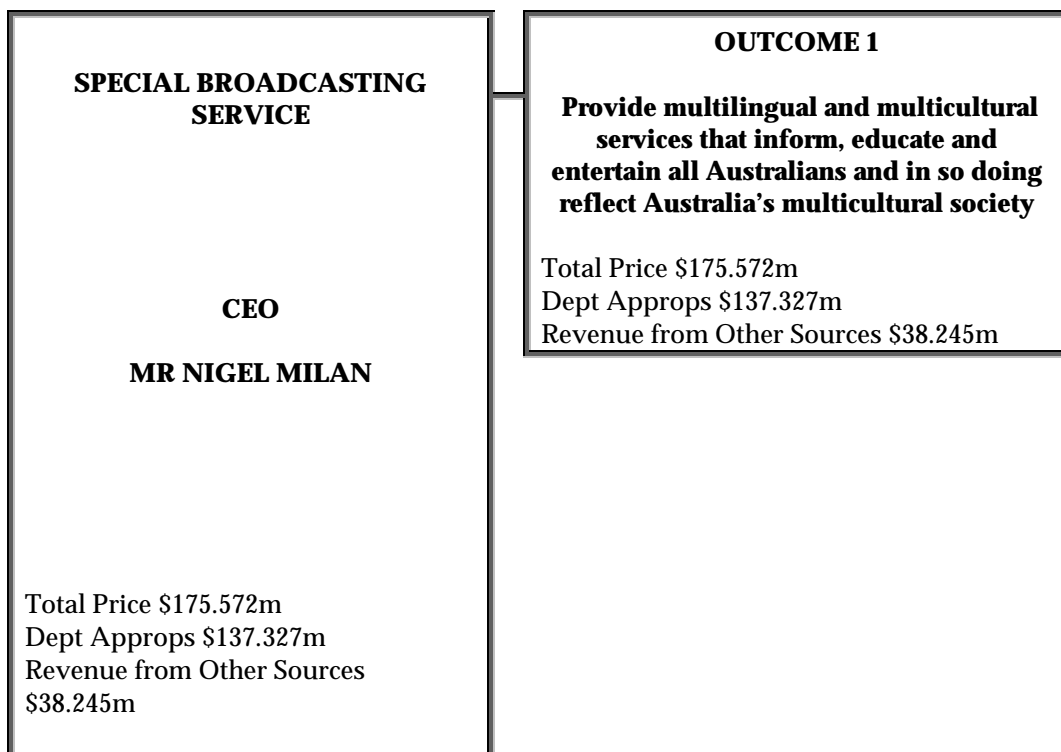 SPECIAL BROADCASTING
SERVICE
CEO
MR NIGEL MILAN
Total Price $175.572m
Dept Approps $137.327m
Revenue from Other Sources
$38.245m
OUTCOME 1
Provide multilingual and multicultural
services that inform, educate and
entertain all Australians and in so doing
reflect Australia’s multicultural society
Total Price $175.572m
Dept Approps $137.327m
Revenue from Other Sources $38.245m